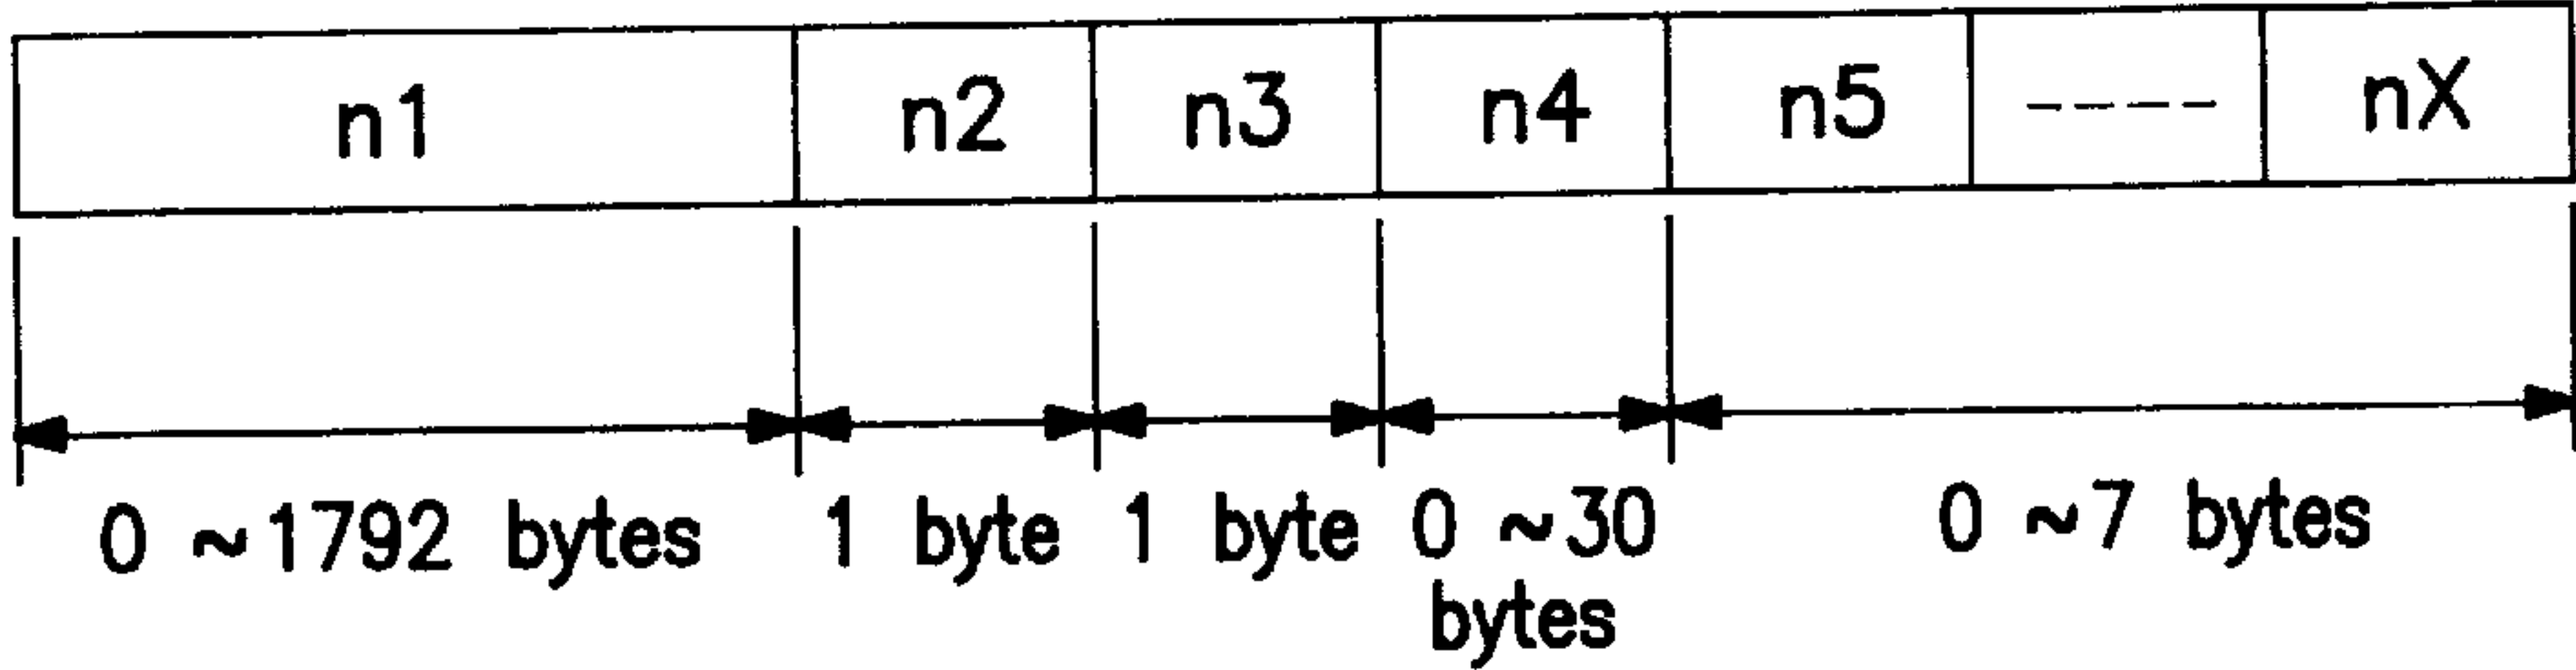 n1 n2 n3 n4 n5 ---- nX
0 ~1792 bytes 1 byte 1 byte 0 ~30 0 ~7 bytes
bytes